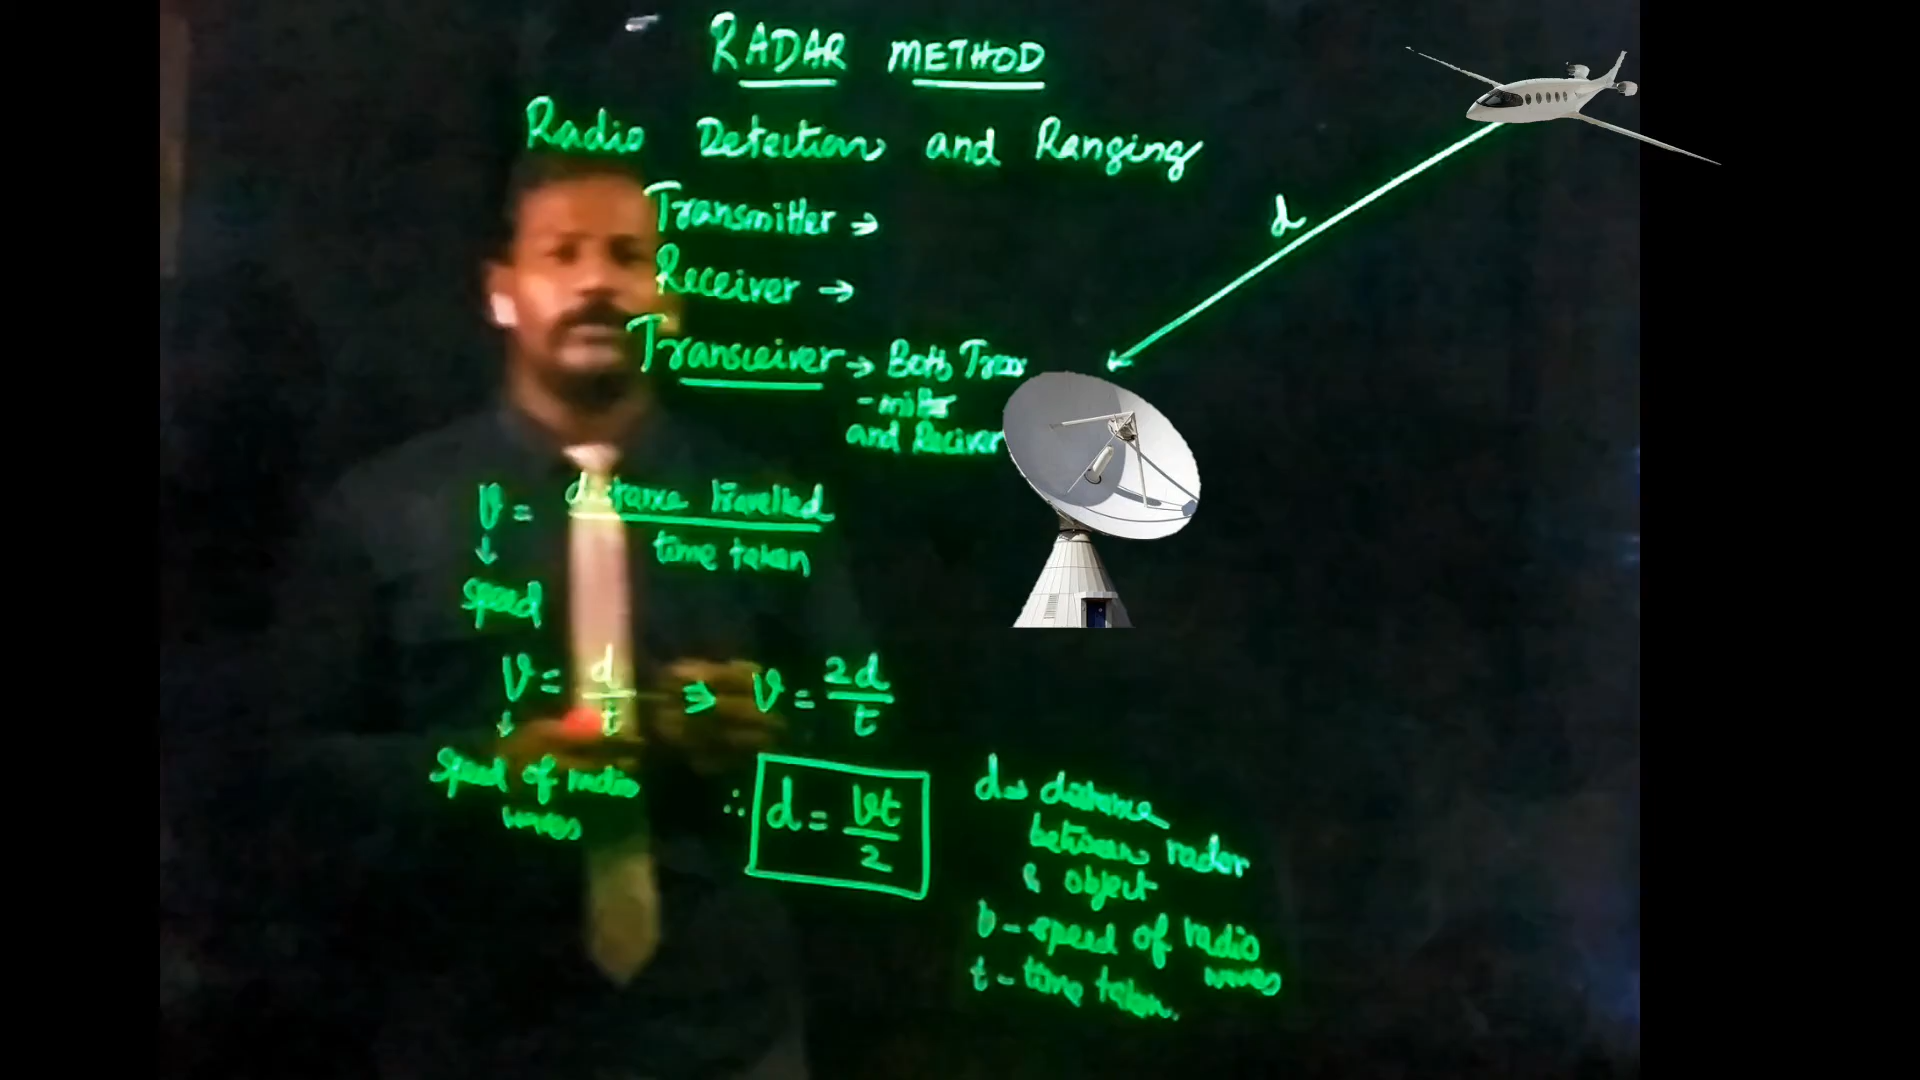 RADAR METHOD
Radio Detection and Ranging
Transmitter →
Receiver →
Transceiver → Both Trans
-mitter
and Reciver
d
V = distance travelled / time taken
↓
speed
V = d/t ⇒ V = 2d/t
↓
Speed of radio
waves
∴ d = Vt/2
d → distance
between radar
& object
V - speed of radio
waves
t - time taken.